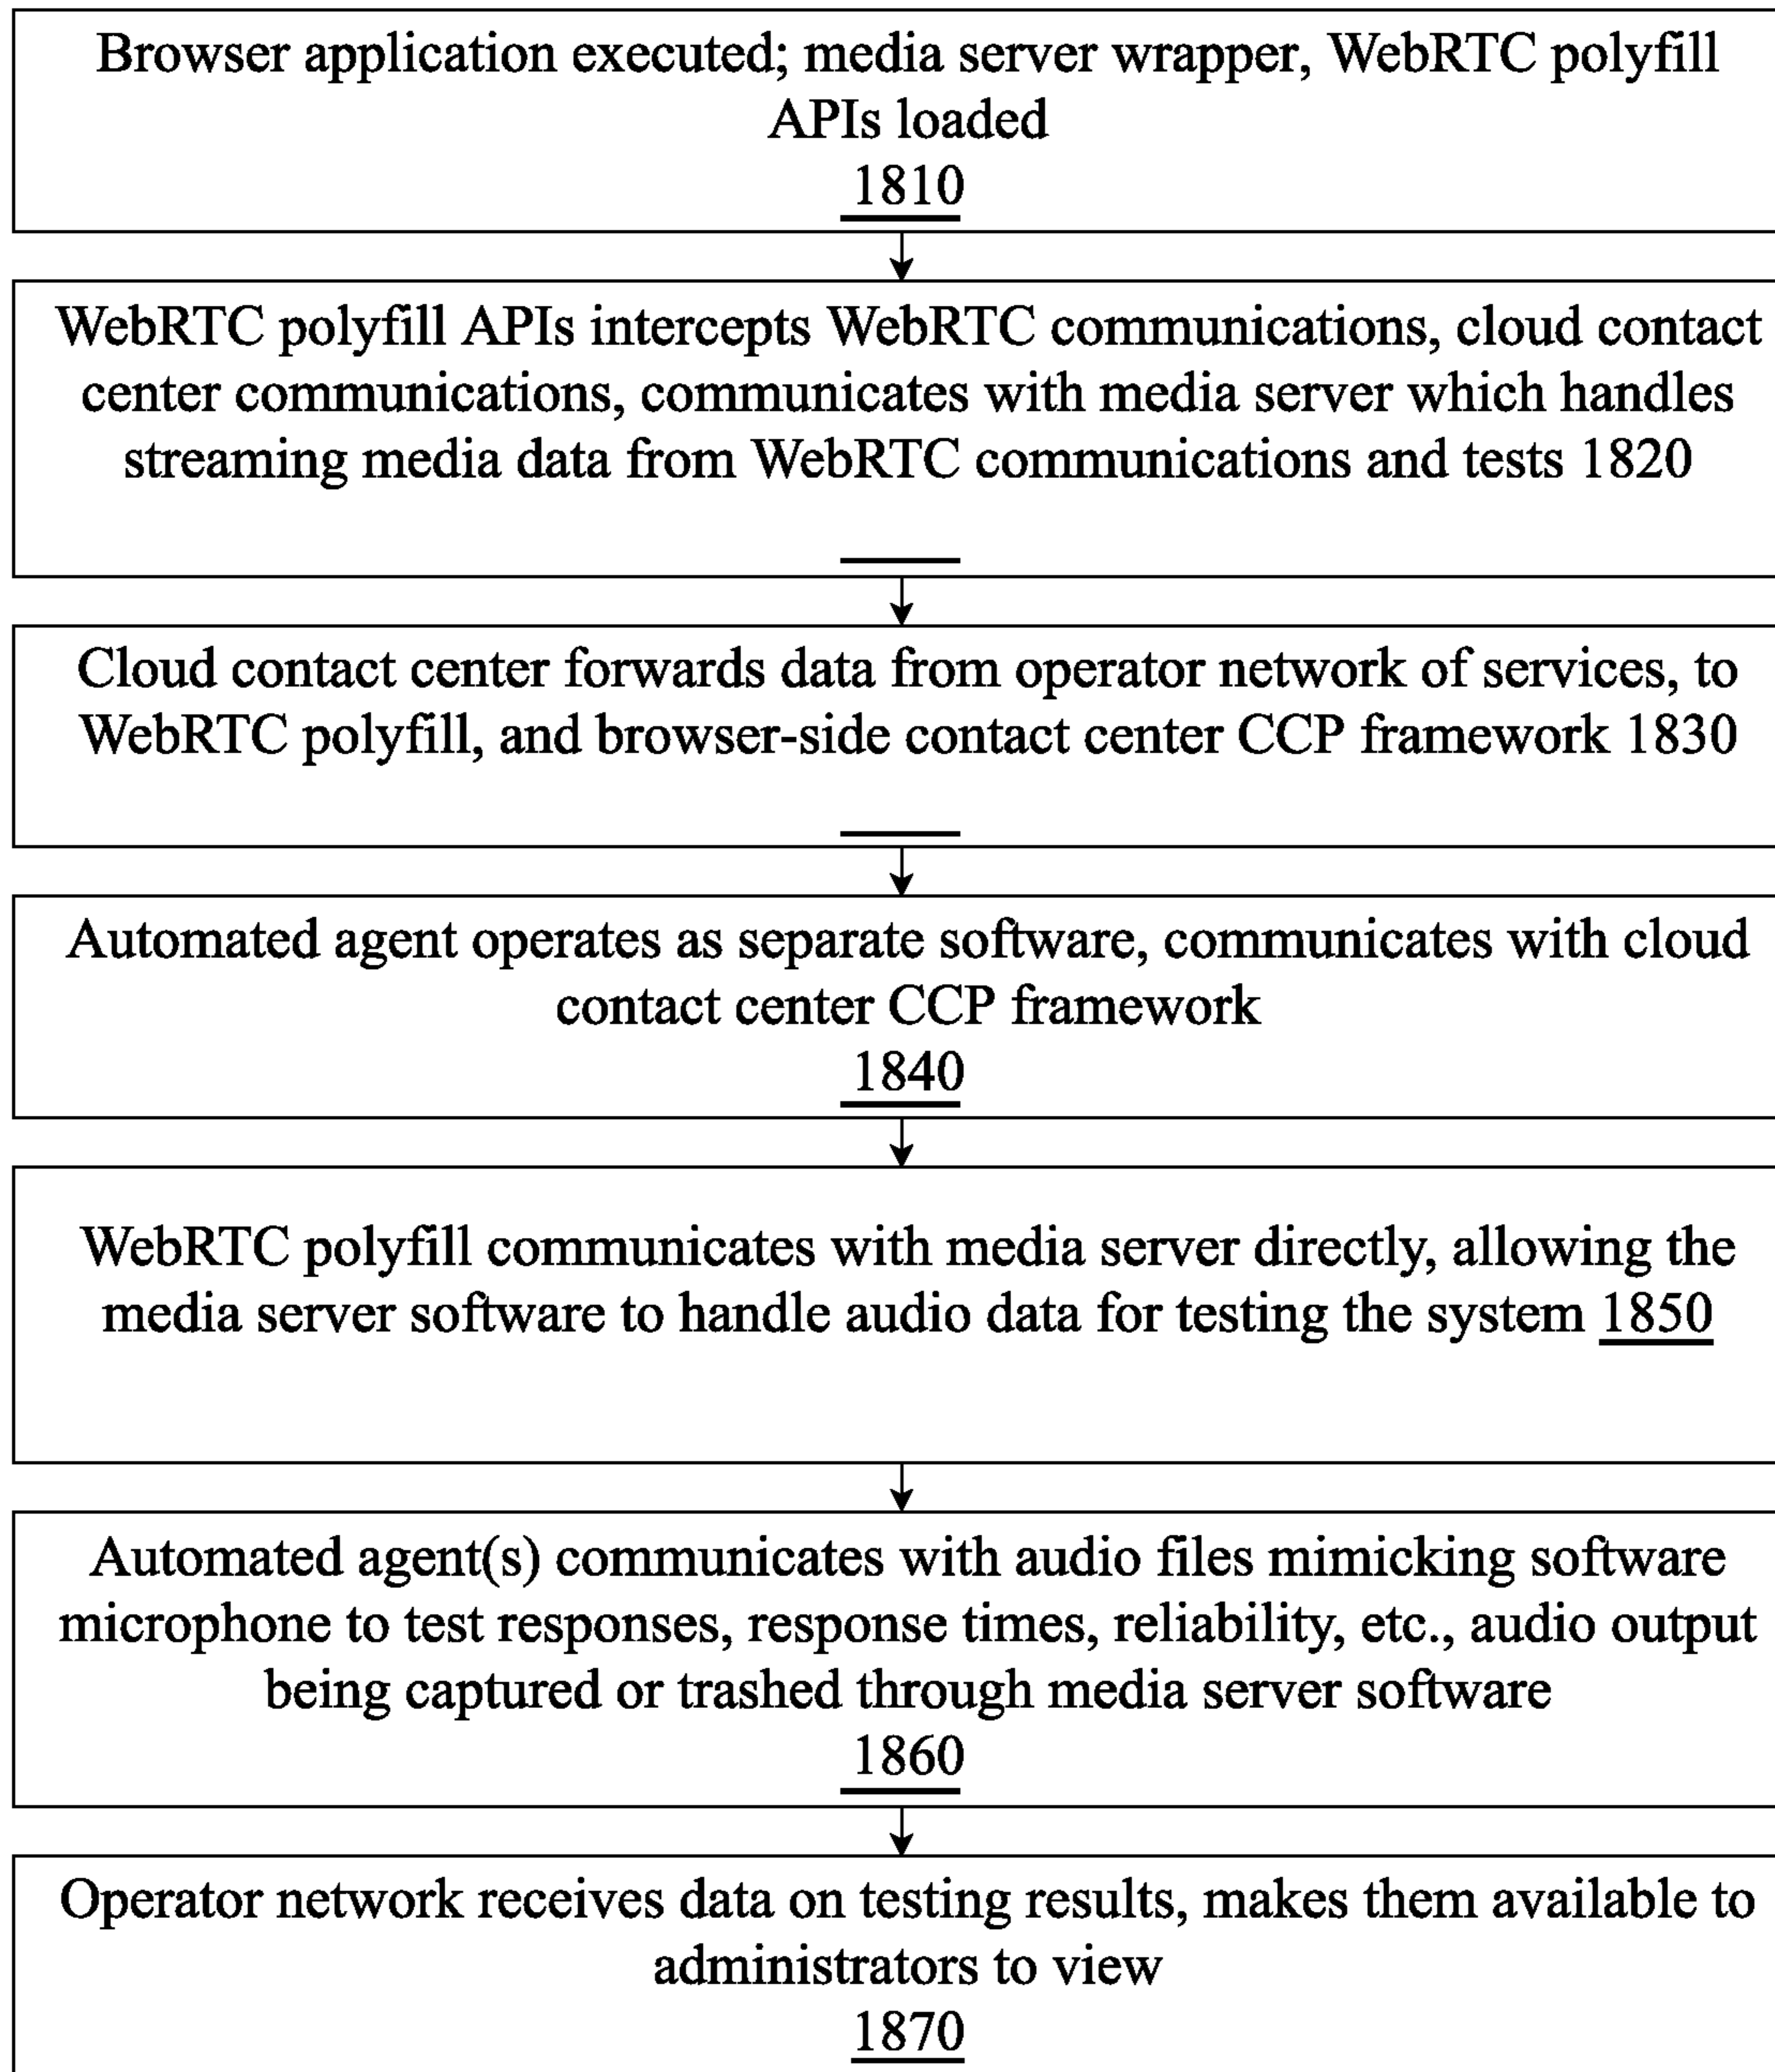 Browser application executed; media server wrapper, WebRTC polyfill
APIs loaded
1810
WebRTC polyfill APIs intercepts WebRTC communications, cloud contact
center communications, communicates with media server which handles
streaming media data from WebRTC communications and tests 1820
Cloud contact center forwards data from operator network of services, to
WebRTC polyfill, and browser-side contact center CCP framework 1830
Automated agent operates as separate software, communicates with cloud
contact center CCP framework
1840
WebRTC polyfill communicates with media server directly, allowing the
media server software to handle audio data for testing the system 1850
Automated agent(s) communicates with audio files mimicking software
microphone to test responses, response times, reliability, etc., audio output
being captured or trashed through media server software
1860
Operator network receives data on testing results, makes them available to
administrators to view
1870